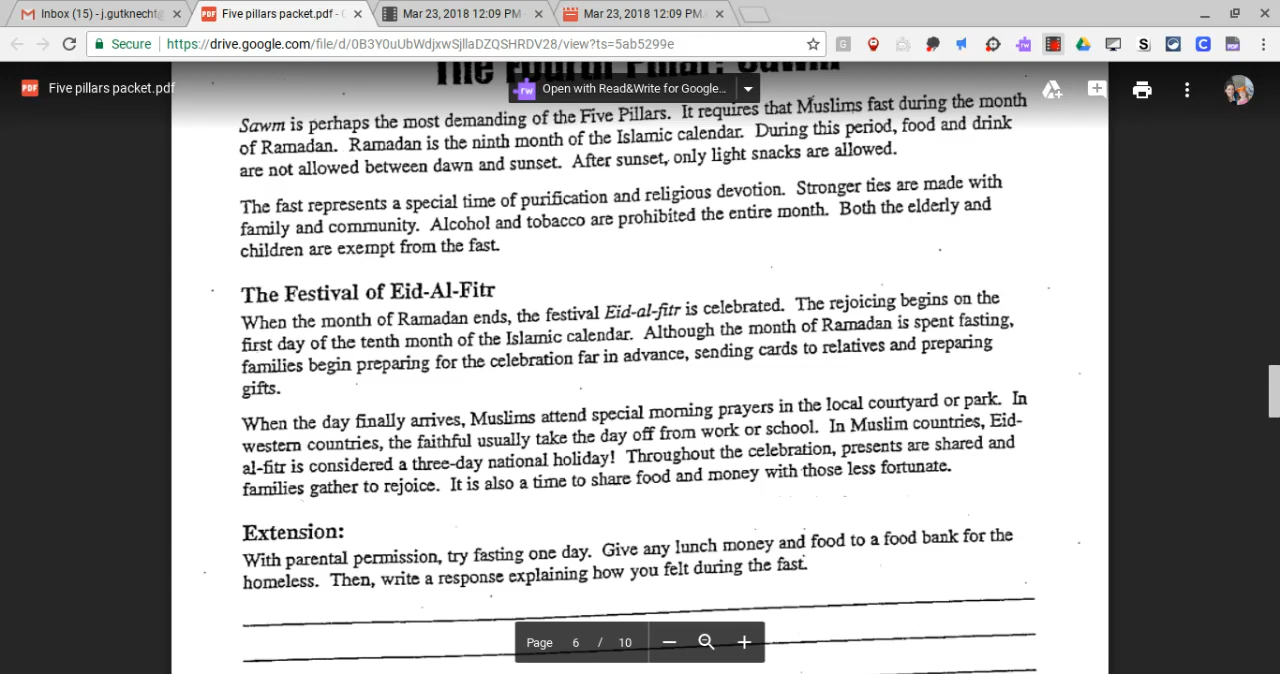 Inbox (15) - j.gutknecht@
Five pillars packet.pdf - G
Mar 23, 2018 12:09 PM -
Mar 23, 2018 12:09 PM.
Secure
https://drive.google.com/file/d/0B3Y0uUbWdjxwSjllaDZQSHRDV28/view?ts=5ab5299e
The Fourth Pillar: Sawm
PDF Five pillars packet.pdf
rw Open with Read&Write for Google...
Sawm is perhaps the most demanding of the Five Pillars. It requires that Muslims fast during the month
of Ramadan. Ramadan is the ninth month of the Islamic calendar. During this period, food and drink
are not allowed between dawn and sunset. After sunset, only light snacks are allowed.
The fast represents a special time of purification and religious devotion. Stronger ties are made with
family and community. Alcohol and tobacco are prohibited the entire month. Both the elderly and
children are exempt from the fast.
The Festival of Eid-Al-Fitr
When the month of Ramadan ends, the festival Eid-al-fitr is celebrated. The rejoicing begins on the
first day of the tenth month of the Islamic calendar. Although the month of Ramadan is spent fasting,
families begin preparing for the celebration far in advance, sending cards to relatives and preparing
gifts.
When the day finally arrives, Muslims attend special morning prayers in the local courtyard or park. In
western countries, the faithful usually take the day off from work or school. In Muslim countries, Eid-
al-fitr is considered a three-day national holiday! Throughout the celebration, presents are shared and
families gather to rejoice. It is also a time to share food and money with those less fortunate.
Extension:
With parental permission, try fasting one day. Give any lunch money and food to a food bank for the
homeless. Then, write a response explaining how you felt during the fast.
Page 6 / 10